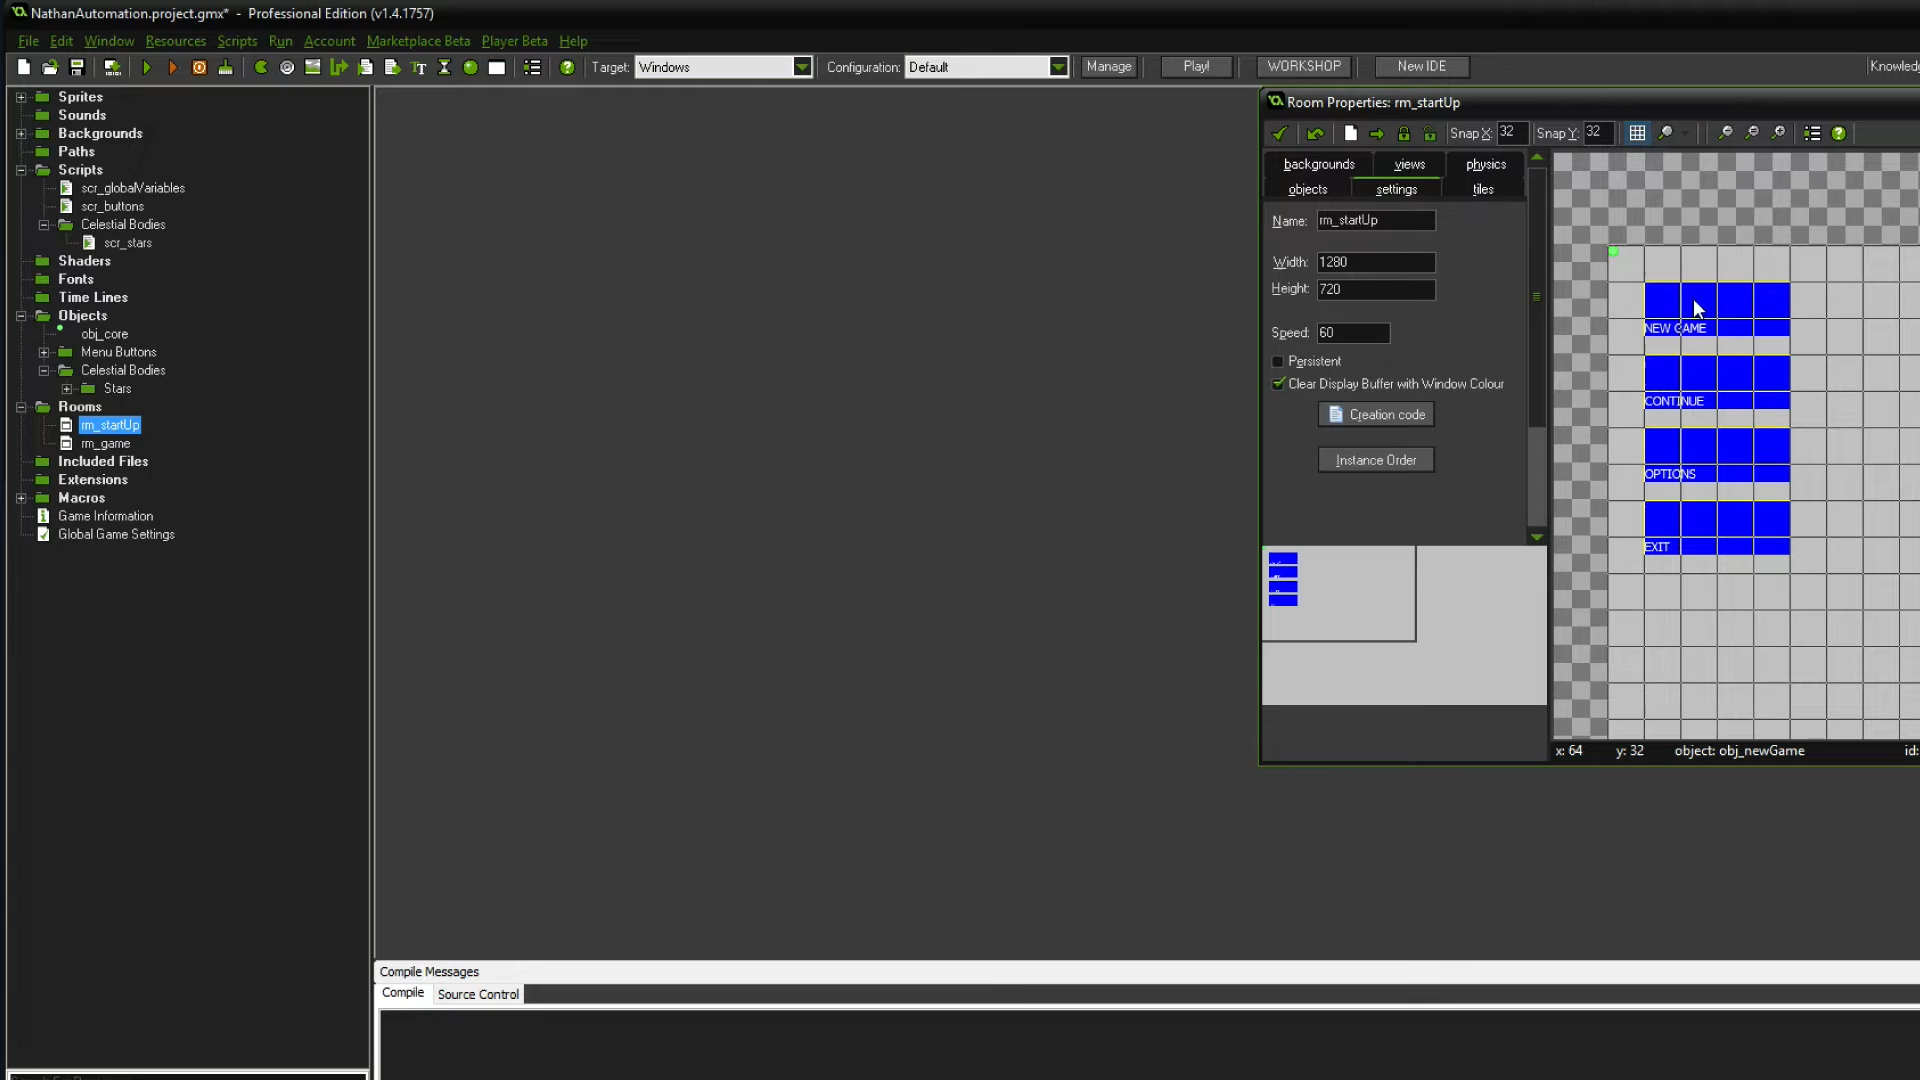 NathanAutomation.project.gmx* - Professional Edition (v1.4.1757)
File Edit Window Resources Scripts Run Account Marketplace Beta Player Beta Help
Target: Windows Configuration: Default Manage Play! WORKSHOP New IDE
Sprites
Sounds
Backgrounds
Paths
Scripts
scr_globalVariables
scr_buttons
Celestial Bodies
scr_stars
Shaders
Fonts
Time Lines
Objects
obj_core
Menu Buttons
Celestial Bodies
Stars
Rooms
rm_startUp
rm_game
Included Files
Extensions
Macros
Game Information
Global Game Settings
Room Properties: rm_startUp
Snap X: 32 Snap Y: 32
backgrounds views physics
objects settings tiles
Name: rm_startUp
Width: 1280
Height: 720
Speed: 60
Persistent
Clear Display Buffer with Window Colour
Creation code
Instance Order
NEW GAME
CONTINUE
OPTIONS
EXIT
x: 64 y: 32 object: obj_newGame id:
Compile Messages
Compile Source Control